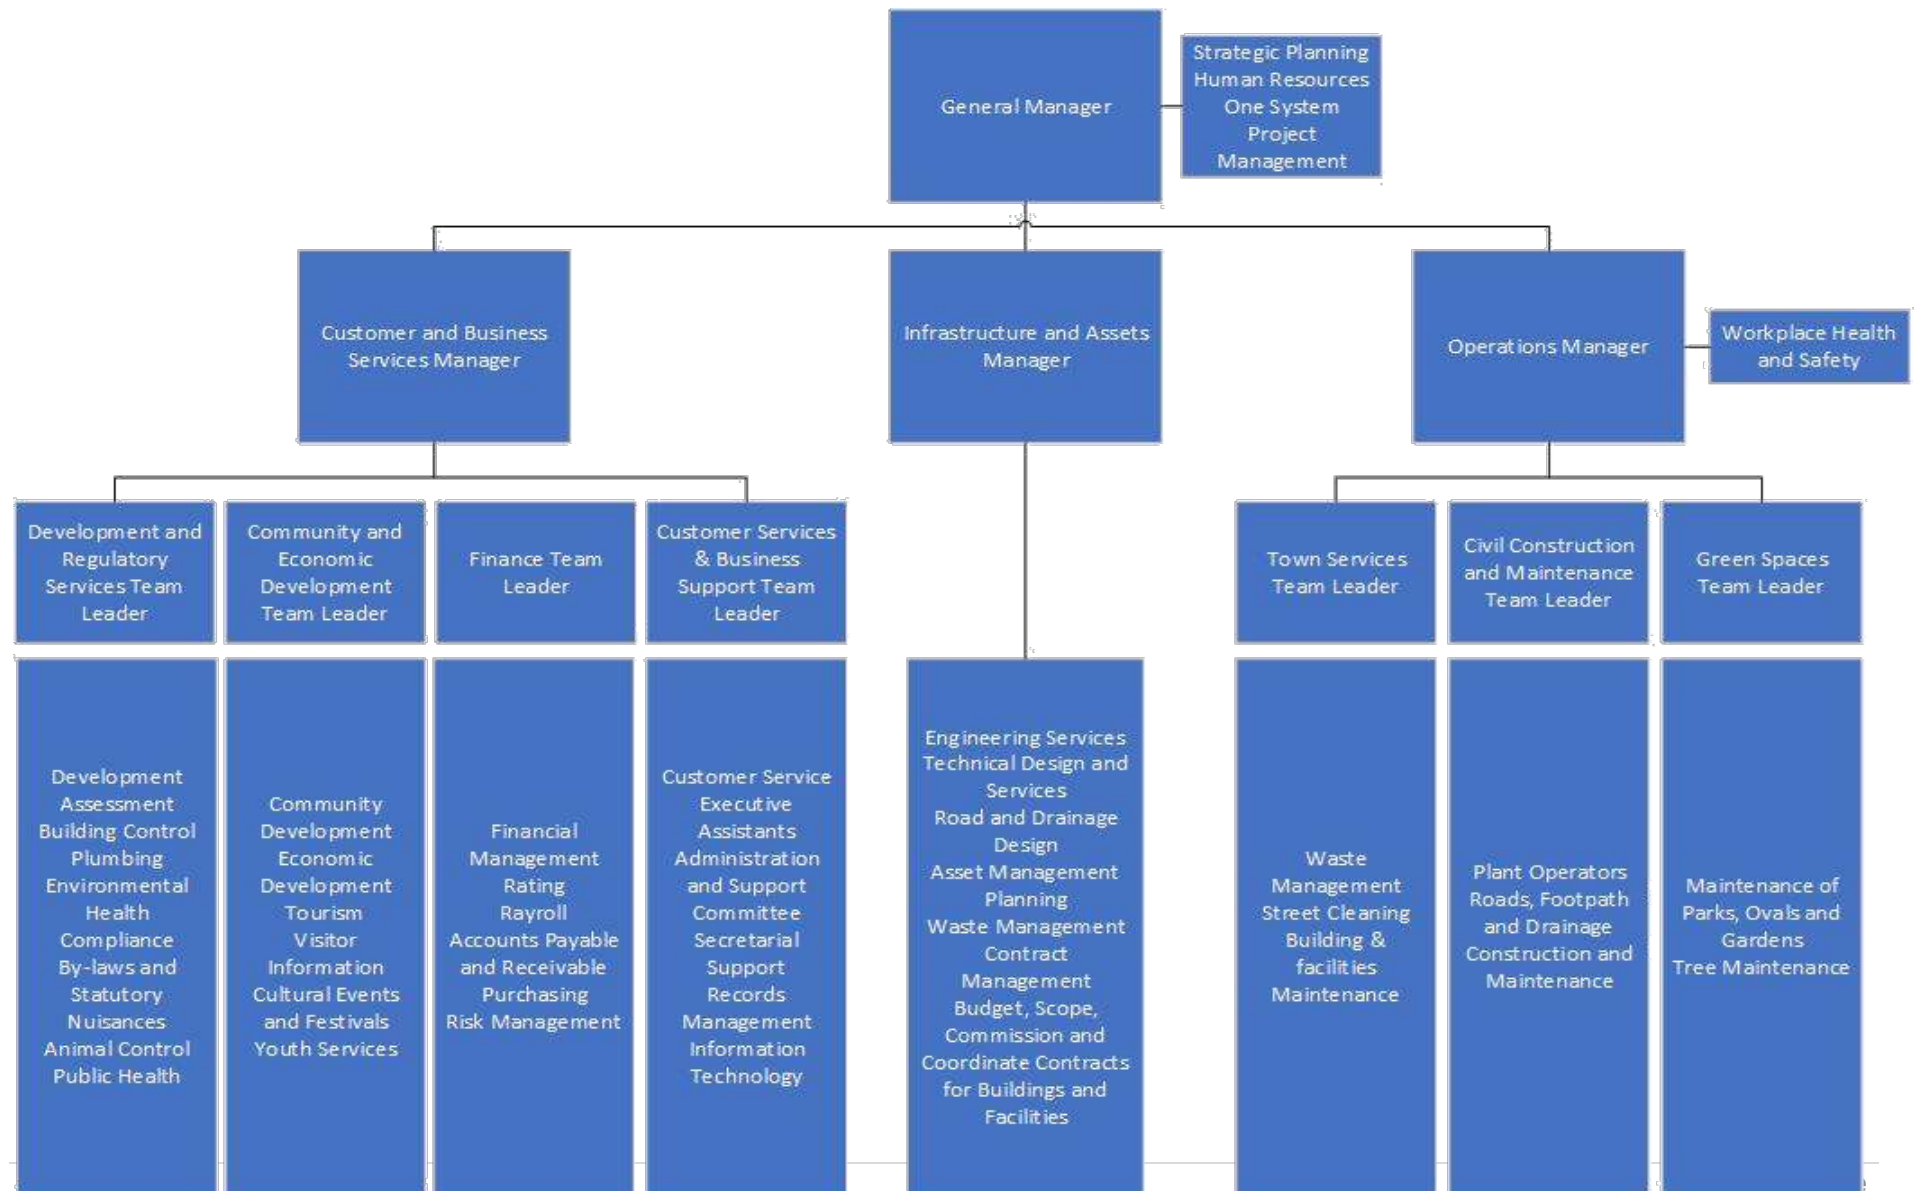 General Manager
Strategic Planning
Human Resources
One System
Project
Management
Customer and Business
Services Manager
Infrastructure and Assets
Manager
Operations Manager
Workplace Health
and Safety
Development and
Regulatory
Services Team
Leader
Community and
Economic
Development
Team Leader
Finance Team
Leader
Customer Services
& Business
Support Team
Leader
Town Services
Team Leader
Civil Construction
and Maintenance
Team Leader
Green Spaces
Team Leader
Development
Assessment
Building Control
Plumbing
Environmental
Health
Compliance
By-laws and
Statutory
Nuisances
Animal Control
Public Health
Community
Development
Economic
Development
Tourism
Visitor
Information
Cultural Events
and Festivals
Youth Services
Financial
Management
Rating
Rayroll
Accounts Payable
and Receivable
Purchasing
Risk Management
Customer Service
Executive
Assistants
Administration
and Support
Committee
Secretarial
Support
Records
Management
Information
Technology
Engineering Services
Technical Design and
Services
Road and Drainage
Design
Asset Management
Planning
Waste Management
Contract
Management
Budget, Scope,
Commission and
Coordinate Contracts
for Buildings and
Facilities
Waste
Management
Street Cleaning
Building &
facilities
Maintenance
Plant Operators
Roads, Footpath
and Drainage
Construction and
Maintenance
Maintenance of
Parks, Ovals and
Gardens
Tree Maintenance